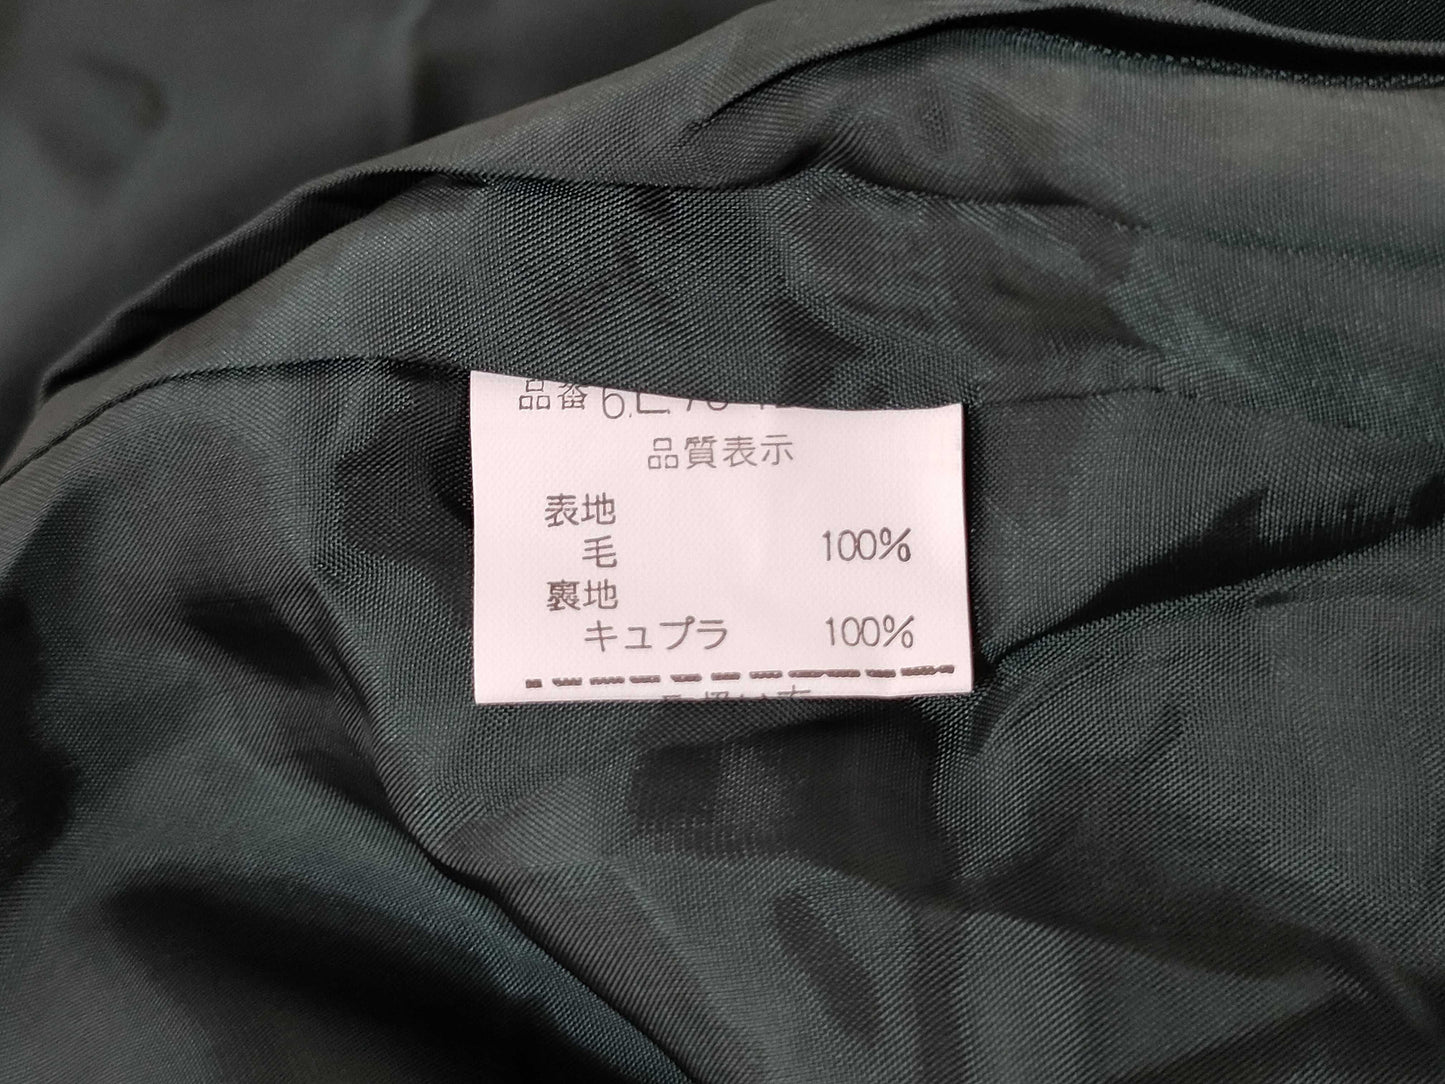 品番
品質表示
表地
毛 100%
裏地
キュプラ 100%